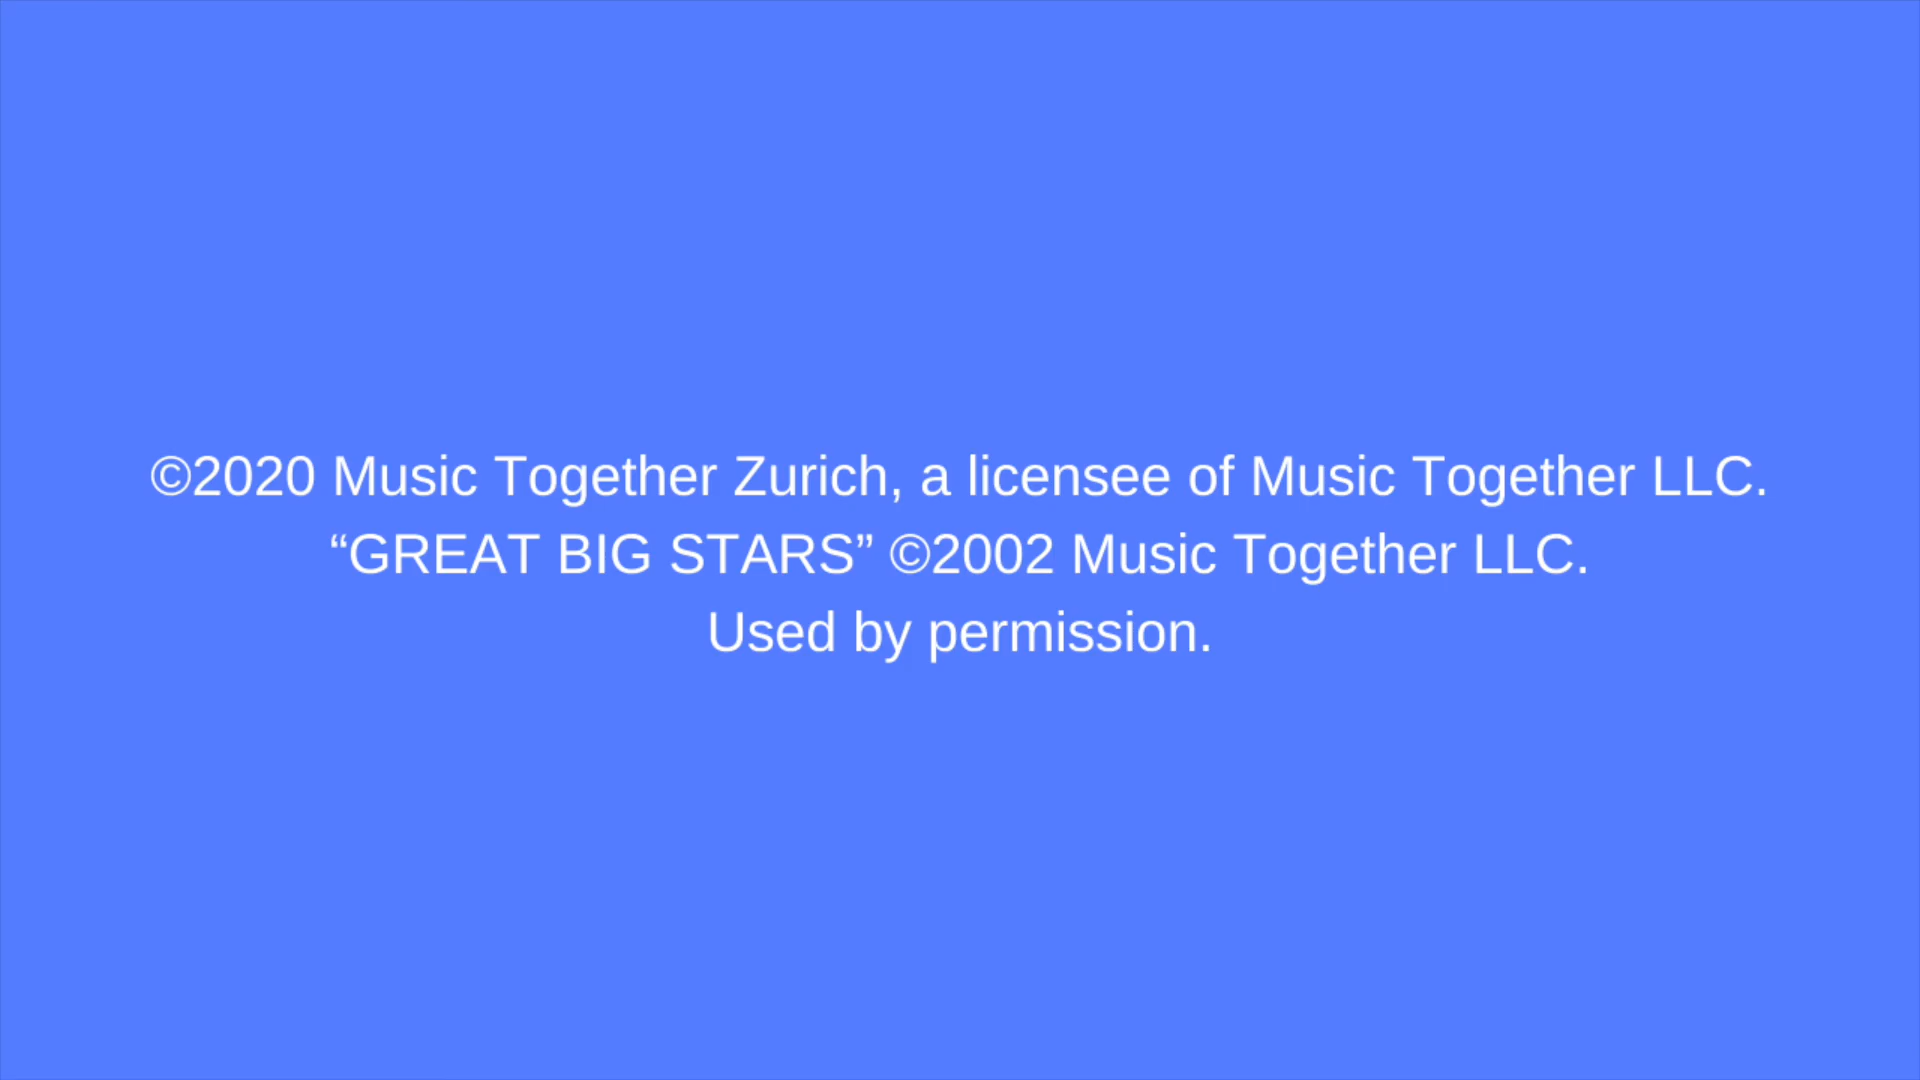 ©2020 Music Together Zurich, a licensee of Music Together LLC.
“GREAT BIG STARS” ©2002 Music Together LLC.
Used by permission.